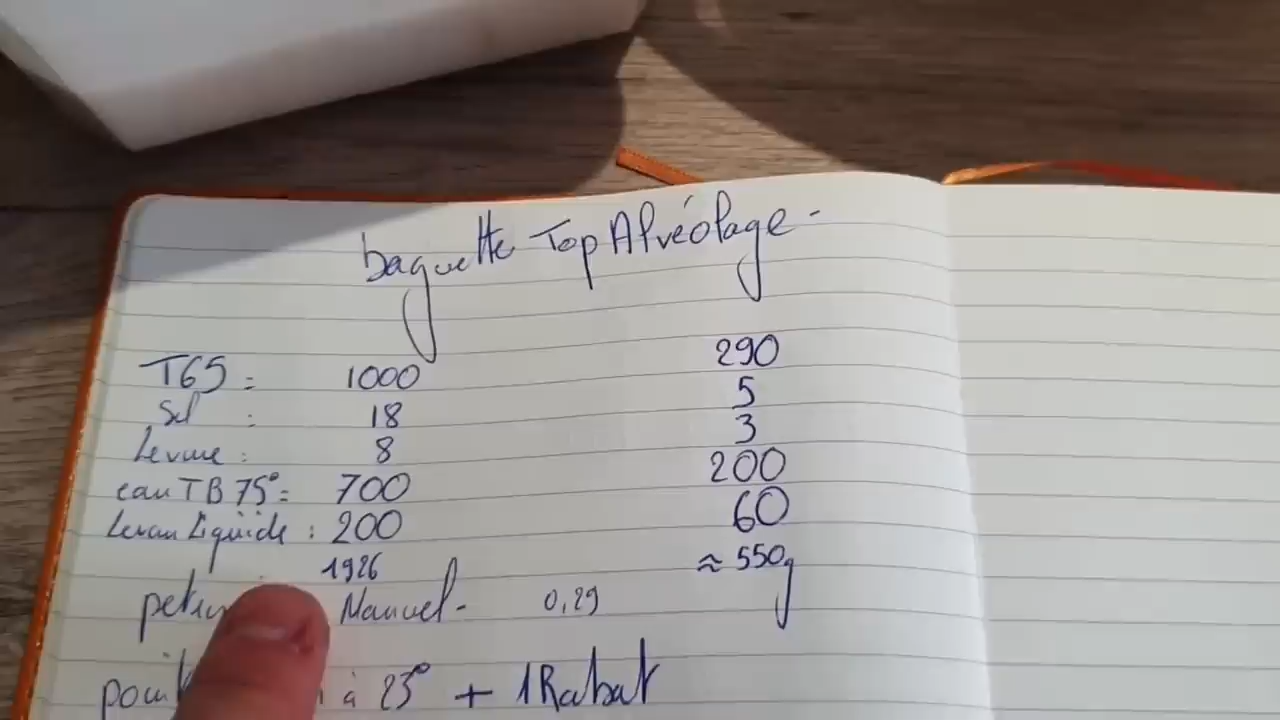 baguette Top Alvéolage -
T65 : 1000 290
Sel : 18 5
Levure : 8 3
eau TB 75° = 700 200
Levain Liquide : 200 60
1926 ≈ 550g
Manuel - 0,29
à 23° + 1 Rabat